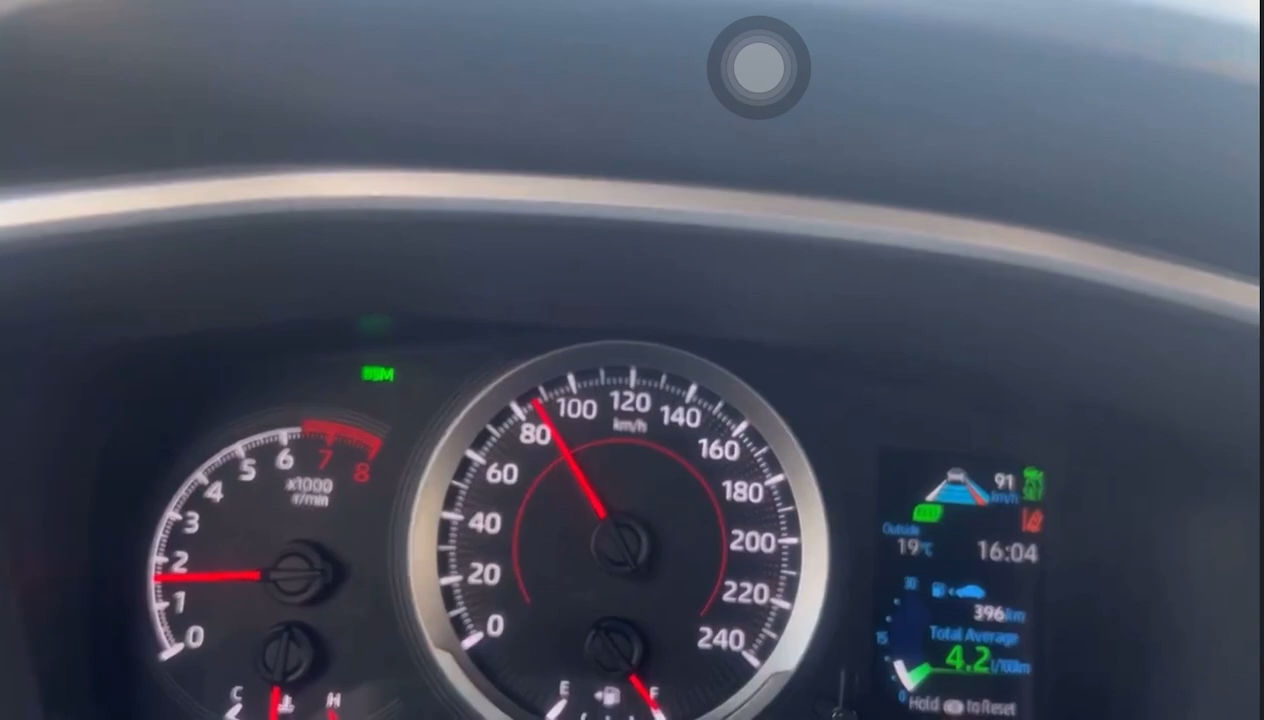 6
7
8
5
4
3
2
1
0
x1000
r/min
0
20
40
60
80
100
120
140
160
180
200
220
240
km/h
C
H
E
F
91
km/h
Outside
19°C
16:04
30
15
0
396km
Total Average
4.2 l/100km
Hold to Reset